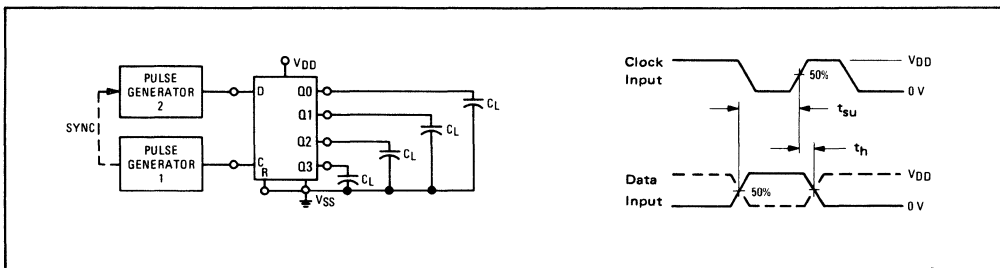 PULSE
GENERATOR
2
SYNC
PULSE
GENERATOR
1
VDD
D
C
R
Q0
Q1
Q2
Q3
CL
CL
CL
CL
VSS
Clock
Input
50%
VDD
0 V
tsu
th
Data
Input
50%
VDD
0 V